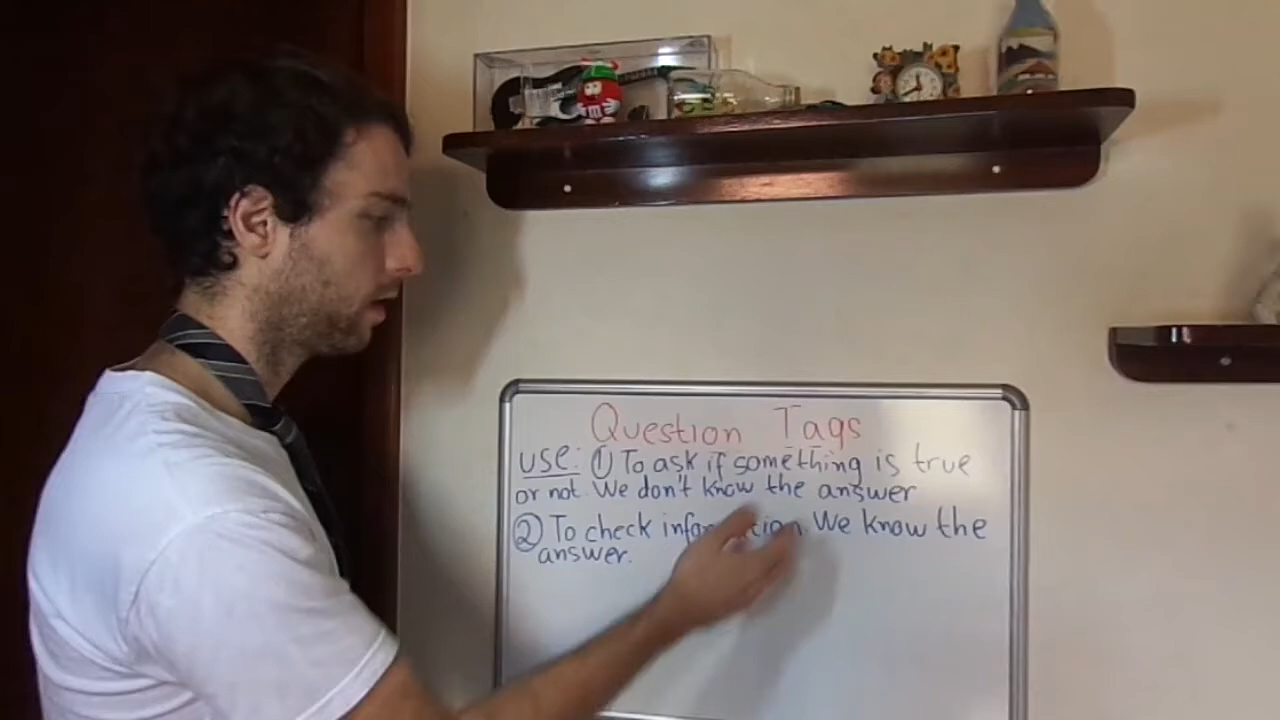 Question Tags
USE: ① To ask if something is true
or not. We don't know the answer
② To check information. We know the
answer.